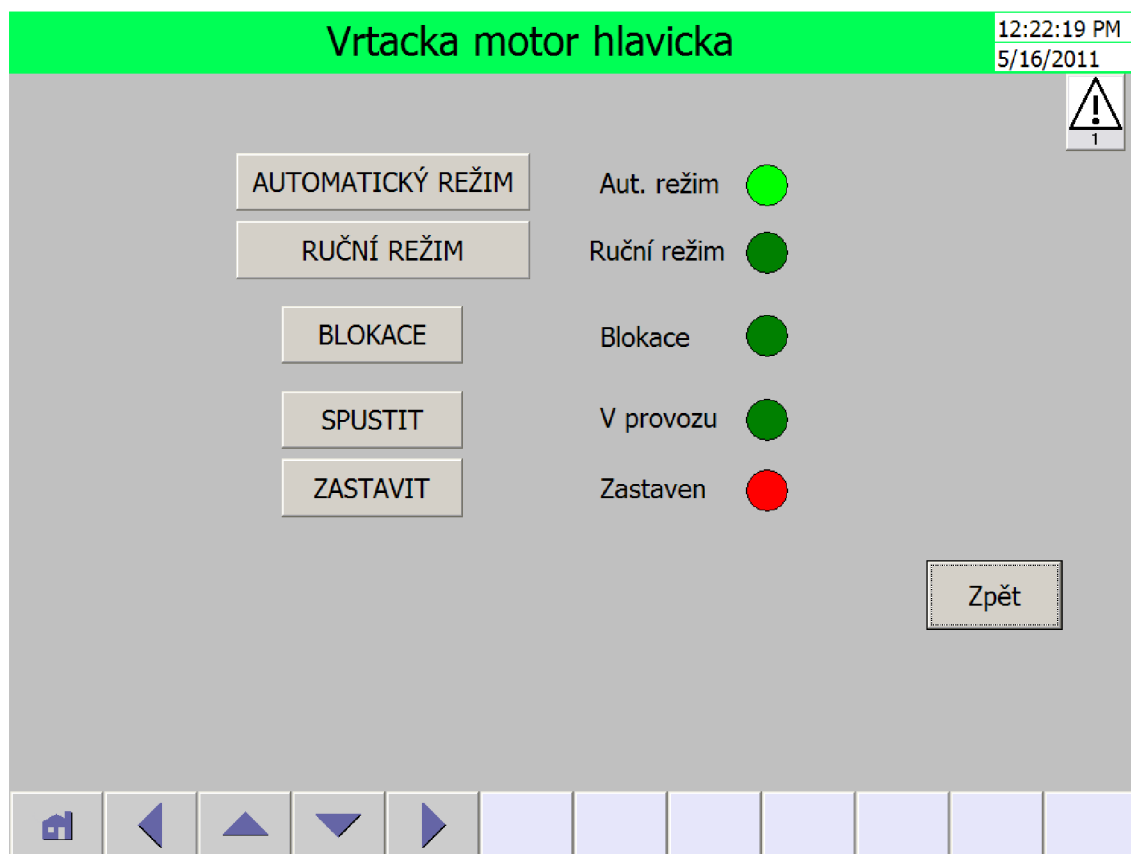 Vrtacka motor hlavicka
12:22:19 PM
5/16/2011
1
AUTOMATICKÝ REŽIM
Aut. režim
RUČNÍ REŽIM
Ruční režim
BLOKACE
Blokace
SPUSTIT
V provozu
ZASTAVIT
Zastaven
Zpět